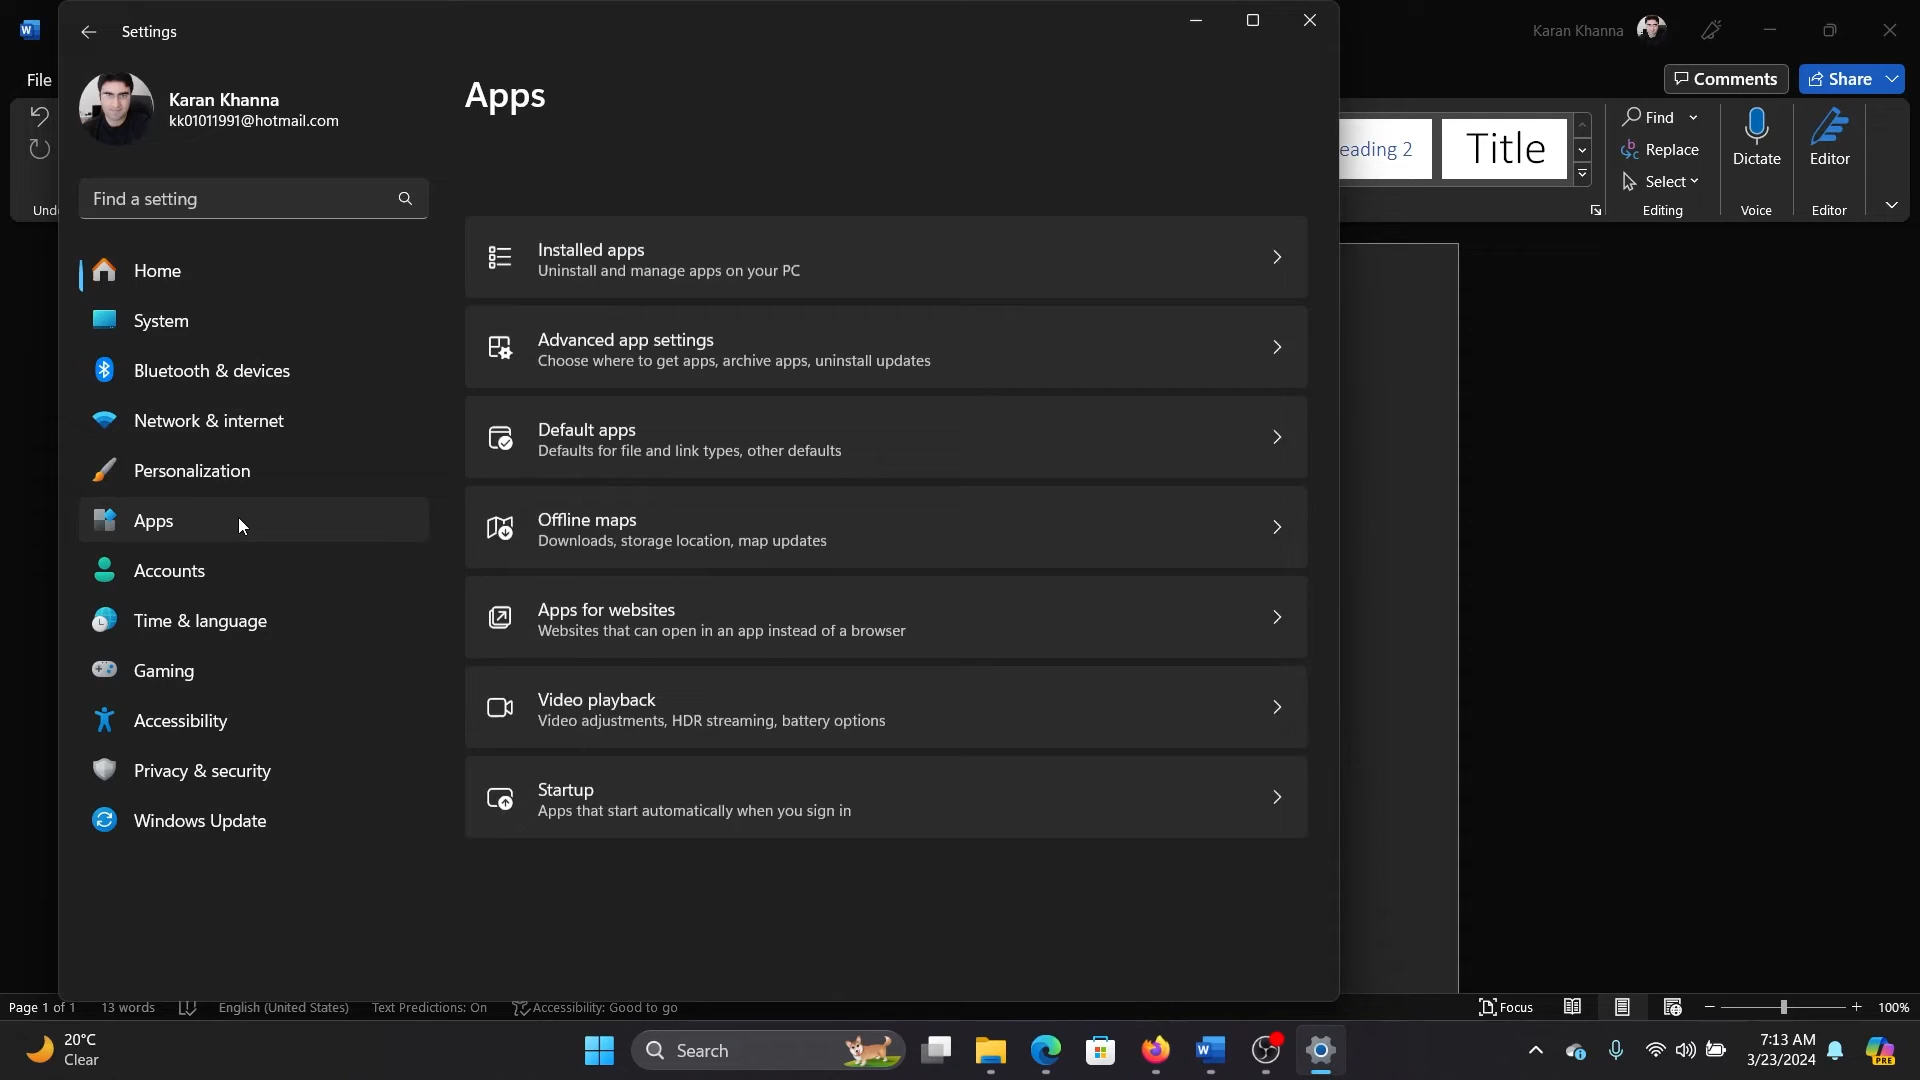 Settings
Karan Khanna
kk01011991@hotmail.com
Find a setting
Home
System
Bluetooth & devices
Network & internet
Personalization
Apps
Accounts
Time & language
Gaming
Accessibility
Privacy & security
Windows Update
Apps
Installed apps
Uninstall and manage apps on your PC
Advanced app settings
Choose where to get apps, archive apps, uninstall updates
Default apps
Defaults for file and link types, other defaults
Offline maps
Downloads, storage location, map updates
Apps for websites
Websites that can open in an app instead of a browser
Video playback
Video adjustments, HDR streaming, battery options
Startup
Apps that start automatically when you sign in
W
File
Und
Karan Khanna
Comments
Share
eading 2
Title
Find
Replace
Select
Editing
Dictate
Voice
Editor
Editor
Page 1 of 1
13 words
English (United States)
Text Predictions: On
Accessibility: Good to go
Focus
100%
20°C
Clear
Search
W
7:13 AM
3/23/2024
PRE